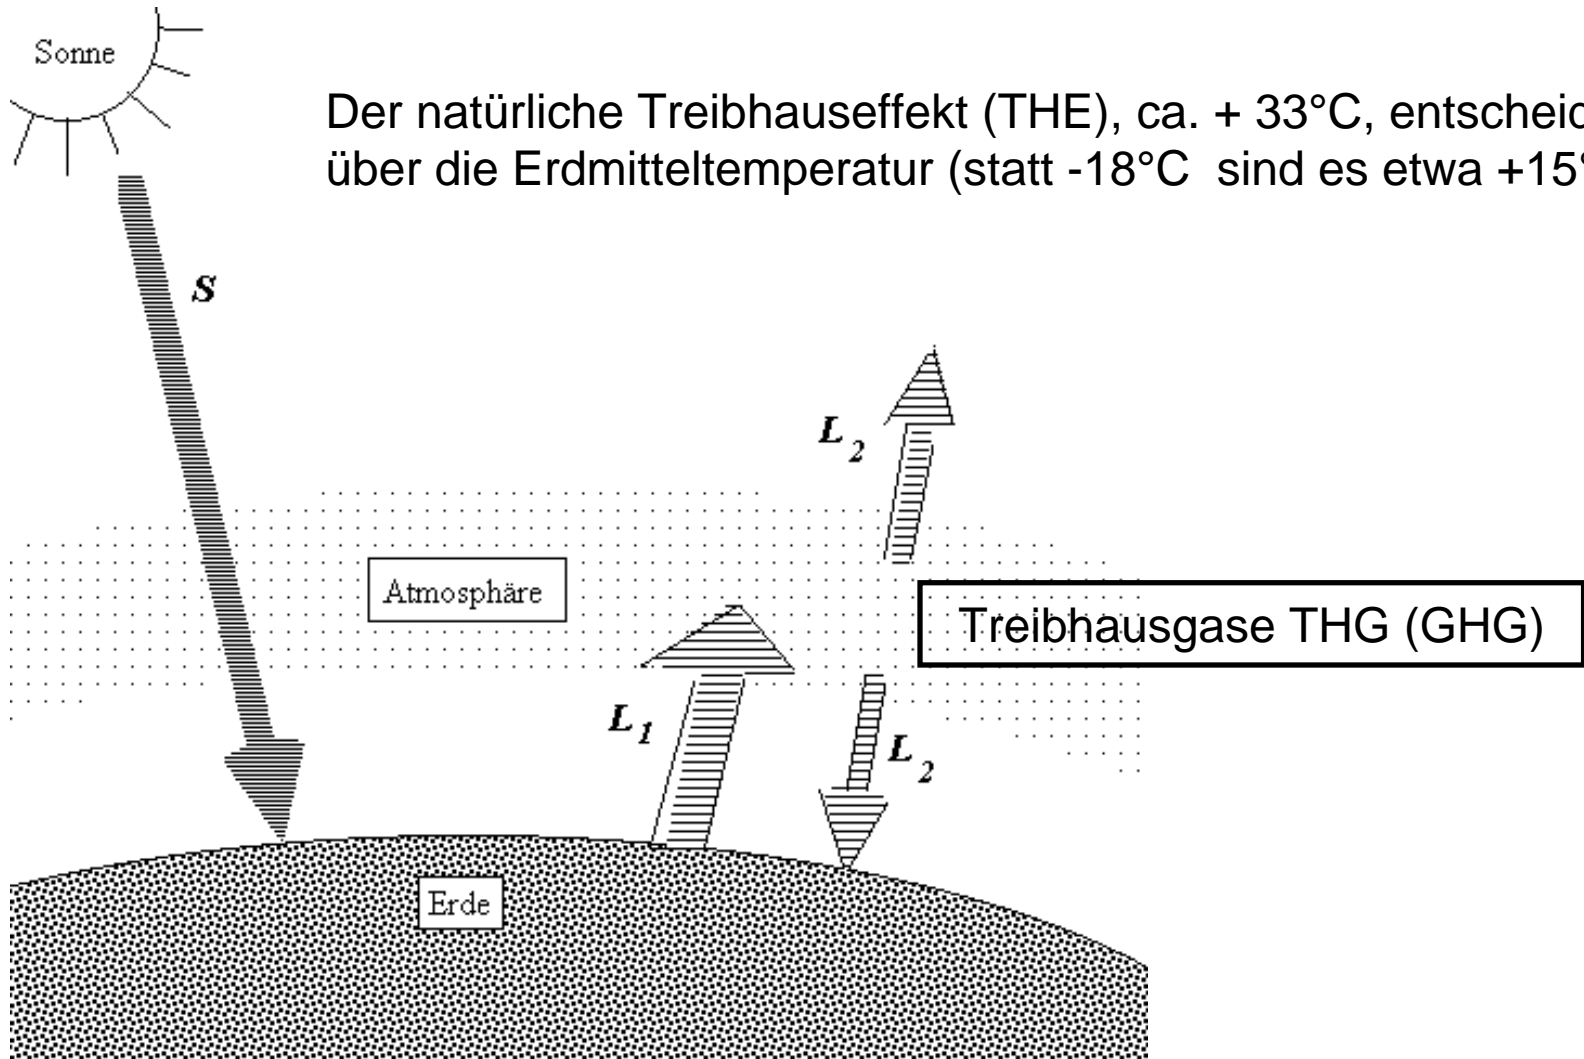 Sonne
Der natürliche Treibhauseffekt (THE), ca. + 33°C, entscheid
über die Erdmitteltemperatur (statt -18°C sind es etwa +15°
S
L2
Atmosphäre
Treibhausgase THG (GHG)
L1
L2
Erde